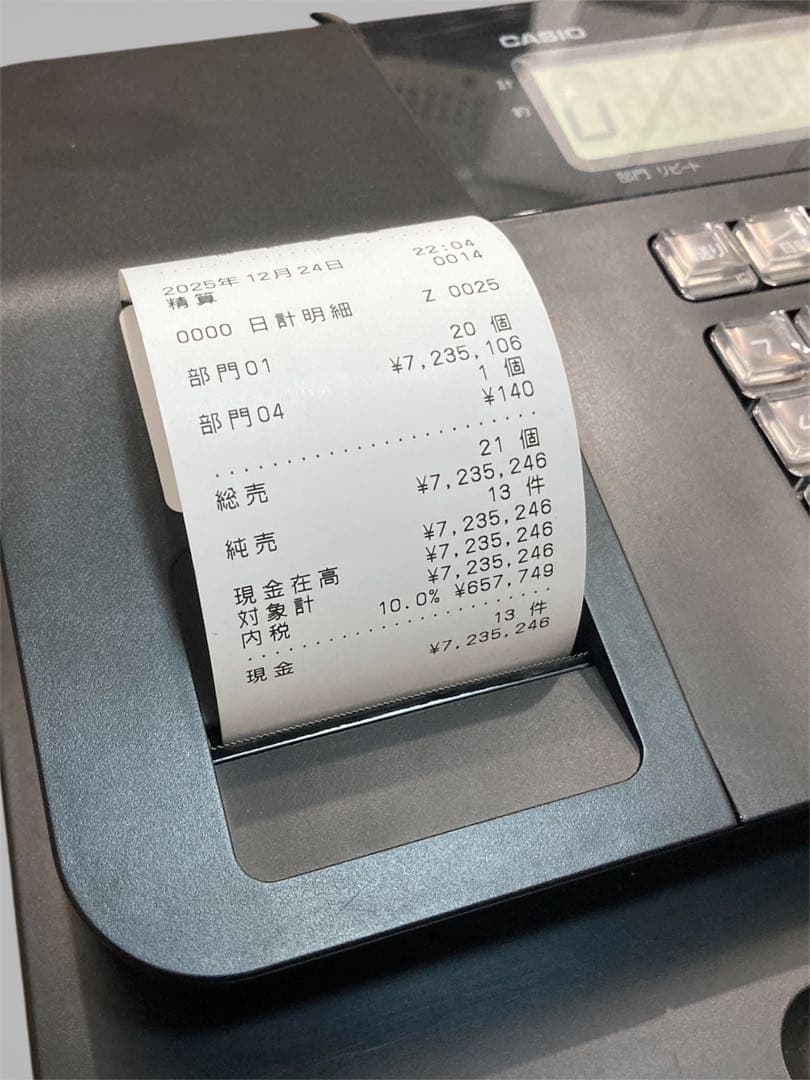 CASIO
計
釣
部門 リピート
7
2025年 12月 24日 22:04
精算 0014
0000 日計明細 Z 0025
部門01 20 個
¥7,235,106
部門04 1 個
¥140
総売 21 個
¥7,235,246
純売 13 件
¥7,235,246
現金在高 ¥7,235,246
対象計 ¥7,235,246
内税 10.0% ¥657,749
現金 13 件
¥7,235,246